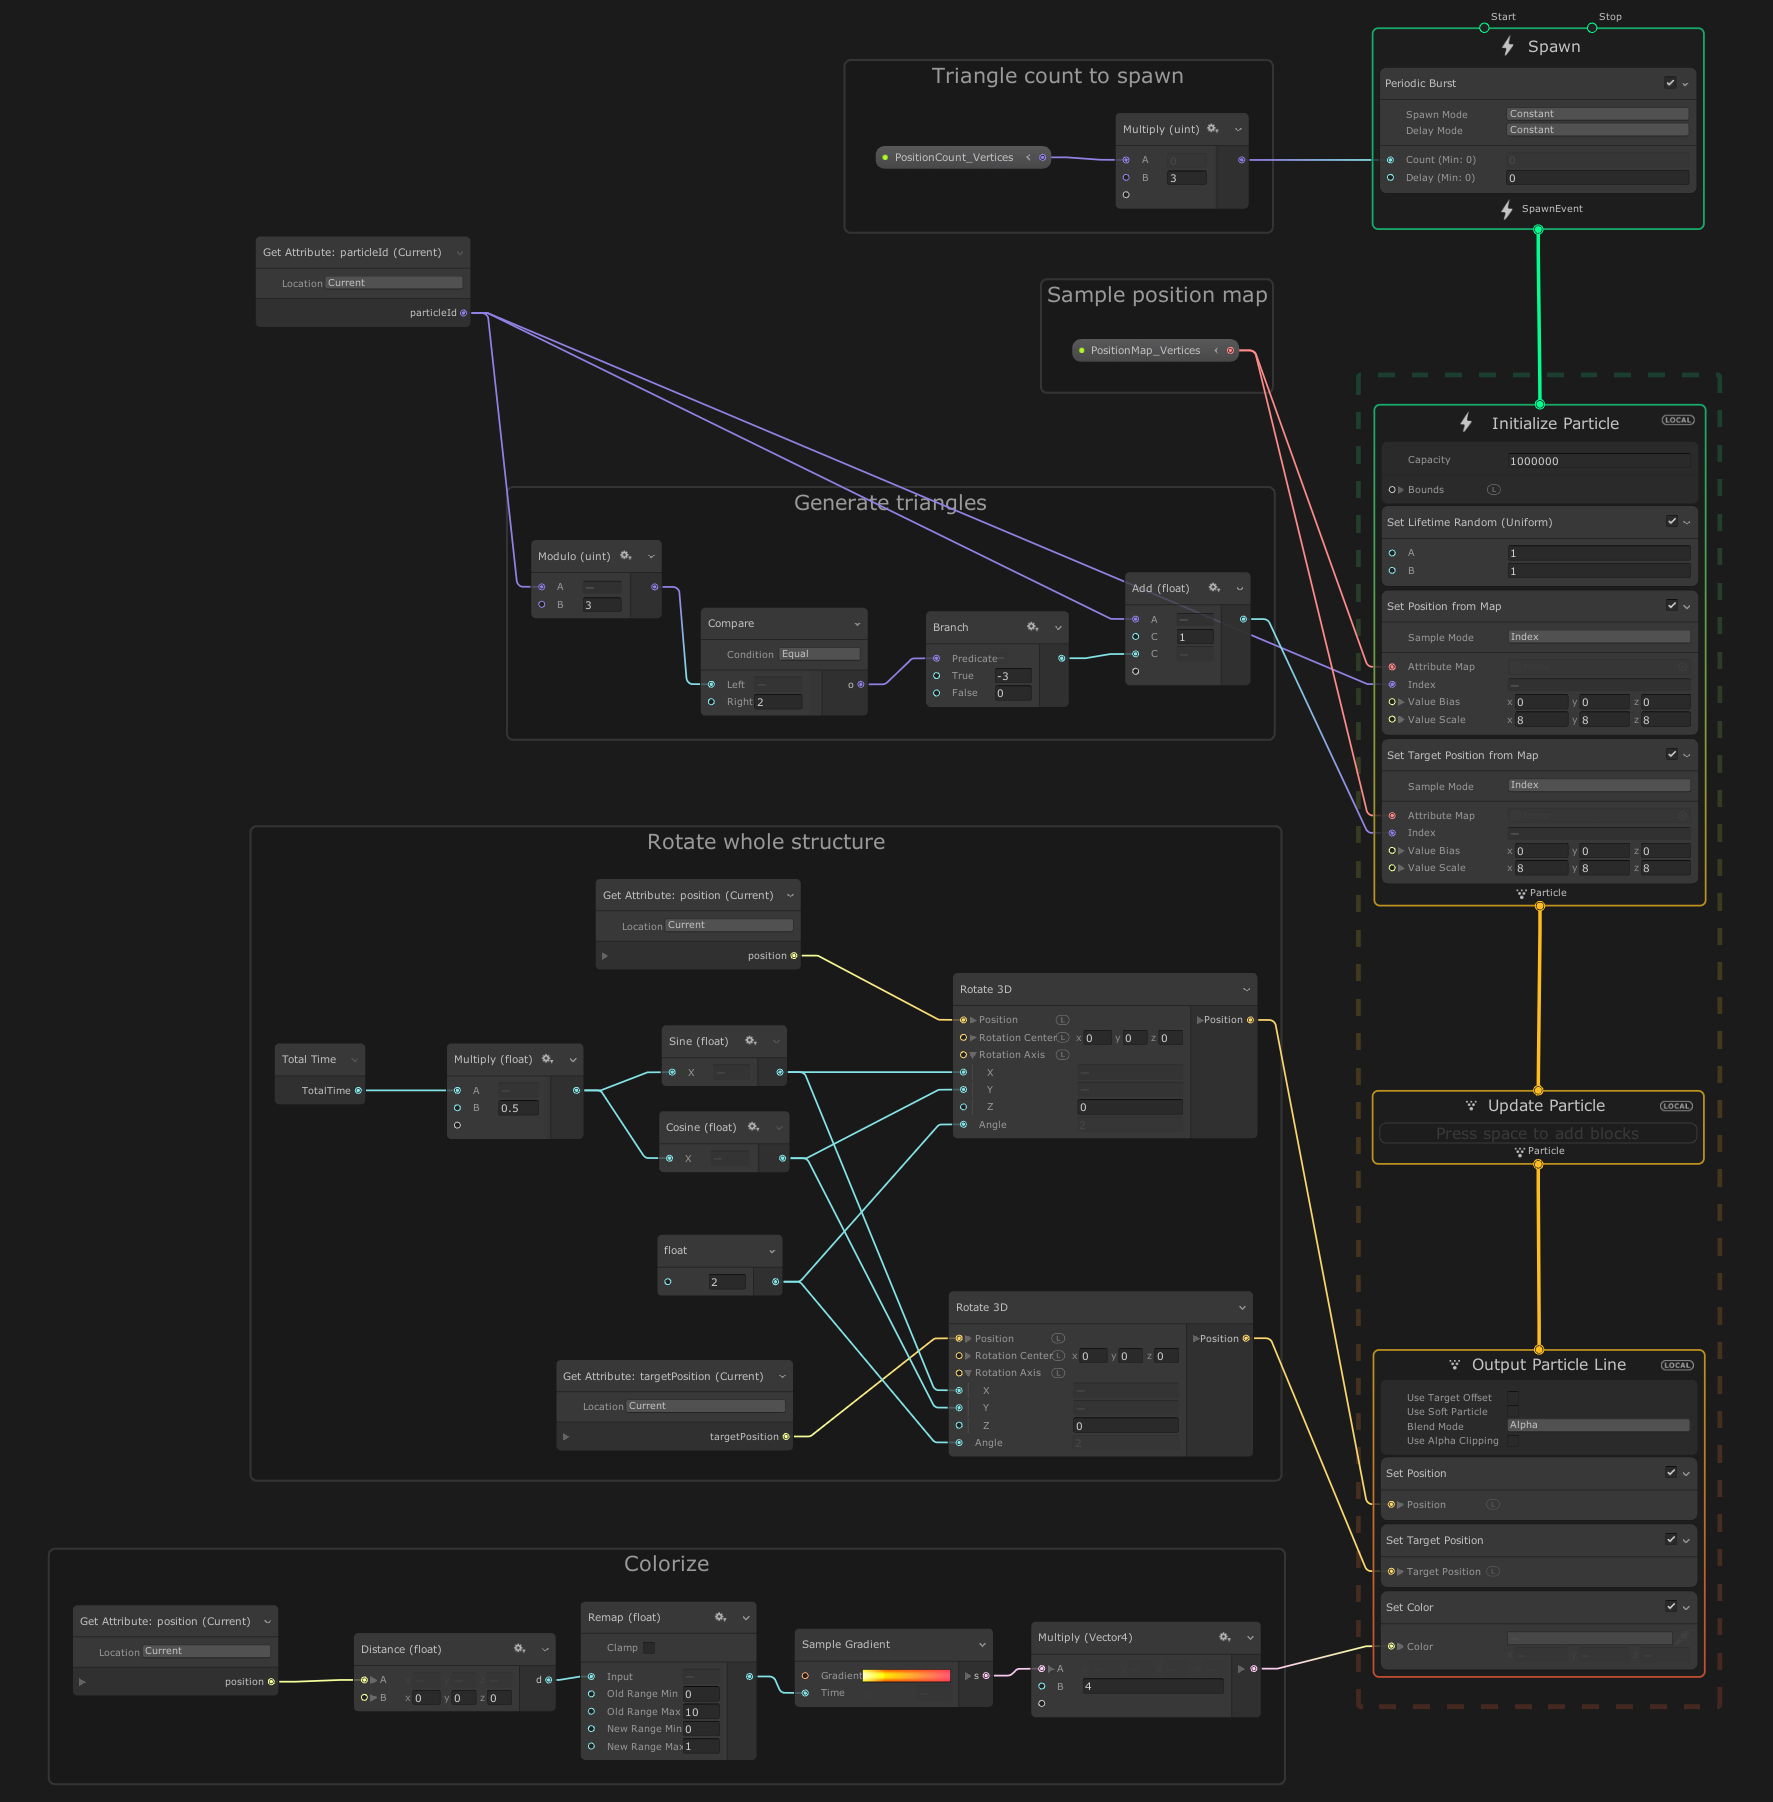 Start
Stop
Spawn
Periodic Burst
Spawn Mode Constant
Delay Mode Constant
Count (Min: 0) 0
Delay (Min: 0) 0
SpawnEvent
Triangle count to spawn
PositionCount_Vertices
Multiply (uint)
A 0
B 3
Get Attribute: particleId (Current)
Location Current
particleId
Sample position map
PositionMap_Vertices
Initialize Particle
LOCAL
Capacity 1000000
Bounds L
Set Lifetime Random (Uniform)
A 1
B 1
Set Position from Map
Sample Mode Index
Attribute Map
Index
Value Bias x 0 y 0 z 0
Value Scale x 8 y 8 z 8
Set Target Position from Map
Sample Mode Index
Attribute Map
Index
Value Bias x 0 y 0 z 0
Value Scale x 8 y 8 z 8
Particle
Generate triangles
Modulo (uint)
A
B 3
Compare
Condition Equal
Left
Right 2
o
Branch
Predicate
True -3
False 0
Add (float)
A
C 1
C
Rotate whole structure
Get Attribute: position (Current)
Location Current
position
Total Time
TotalTime
Multiply (float)
A
B 0.5
Sine (float)
X
Cosine (float)
X
float
2
Get Attribute: targetPosition (Current)
Location Current
targetPosition
Rotate 3D
Position L
Position
Rotation Center L x 0 y 0 z 0
Rotation Axis L
X
Y
Z 0
Angle 2
Rotate 3D
Position L
Position
Rotation Center L x 0 y 0 z 0
Rotation Axis L
X
Y
Z 0
Angle 2
Update Particle
LOCAL
Press space to add blocks
Particle
Output Particle Line
LOCAL
Use Target Offset
Use Soft Particle
Blend Mode Alpha
Use Alpha Clipping
Set Position
Position L
Set Target Position
Target Position L
Set Color
Color
Colorize
Get Attribute: position (Current)
Location Current
position
Distance (float)
A
d
B x 0 y 0 z 0
Remap (float)
Clamp
Input
Old Range Min 0
Old Range Max 10
New Range Min 0
New Range Max 1
Sample Gradient
Gradient
s
Time
Multiply (Vector4)
A
B 4